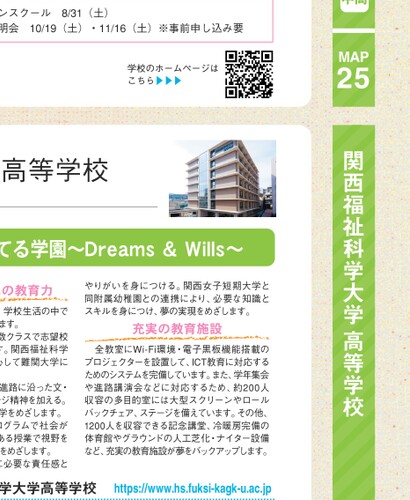 ンスクール 8/31（土）
明会 10/19（土）・11/16（土）※事前申し込み要
学校のホームページは
こちら▶▶▶
MAP
25
関西福祉科学大学 高等学校
高等学校
てる学園〜Dreams & Wills〜
の教育力
学校生活の中で
ます。
数クラスで志望校
す。関西福祉科学
心して難関大学に
進路に沿った文・
ージ精神を加える。
学をめざします。
ログラムで社会が
ある授業で視野を
めざします。
に必要な責任感と
やりがいを身につける。関西女子短期大学と
同附属幼稚園との連携により、必要な知識と
スキルを身につけ、夢の実現をめざします。
充実の教育施設
全教室にWi-Fi環境・電子黒板機能搭載の
プロジェクターを設置して、ICT教育に対応する
ためのシステムを完備しています。また、学年集会
や進路講演会などに対応するため、約200人
収容の多目的室には大型スクリーンやロール
バックチェア、ステージを備えています。その他、
1200人を収容できる記念講堂、冷暖房完備の
体育館やグラウンドの人工芝化・ナイター設備
など、充実の教育施設が夢をバックアップします。
学大学高等学校
https://www.hs.fuksi-kagk-u.ac.jp